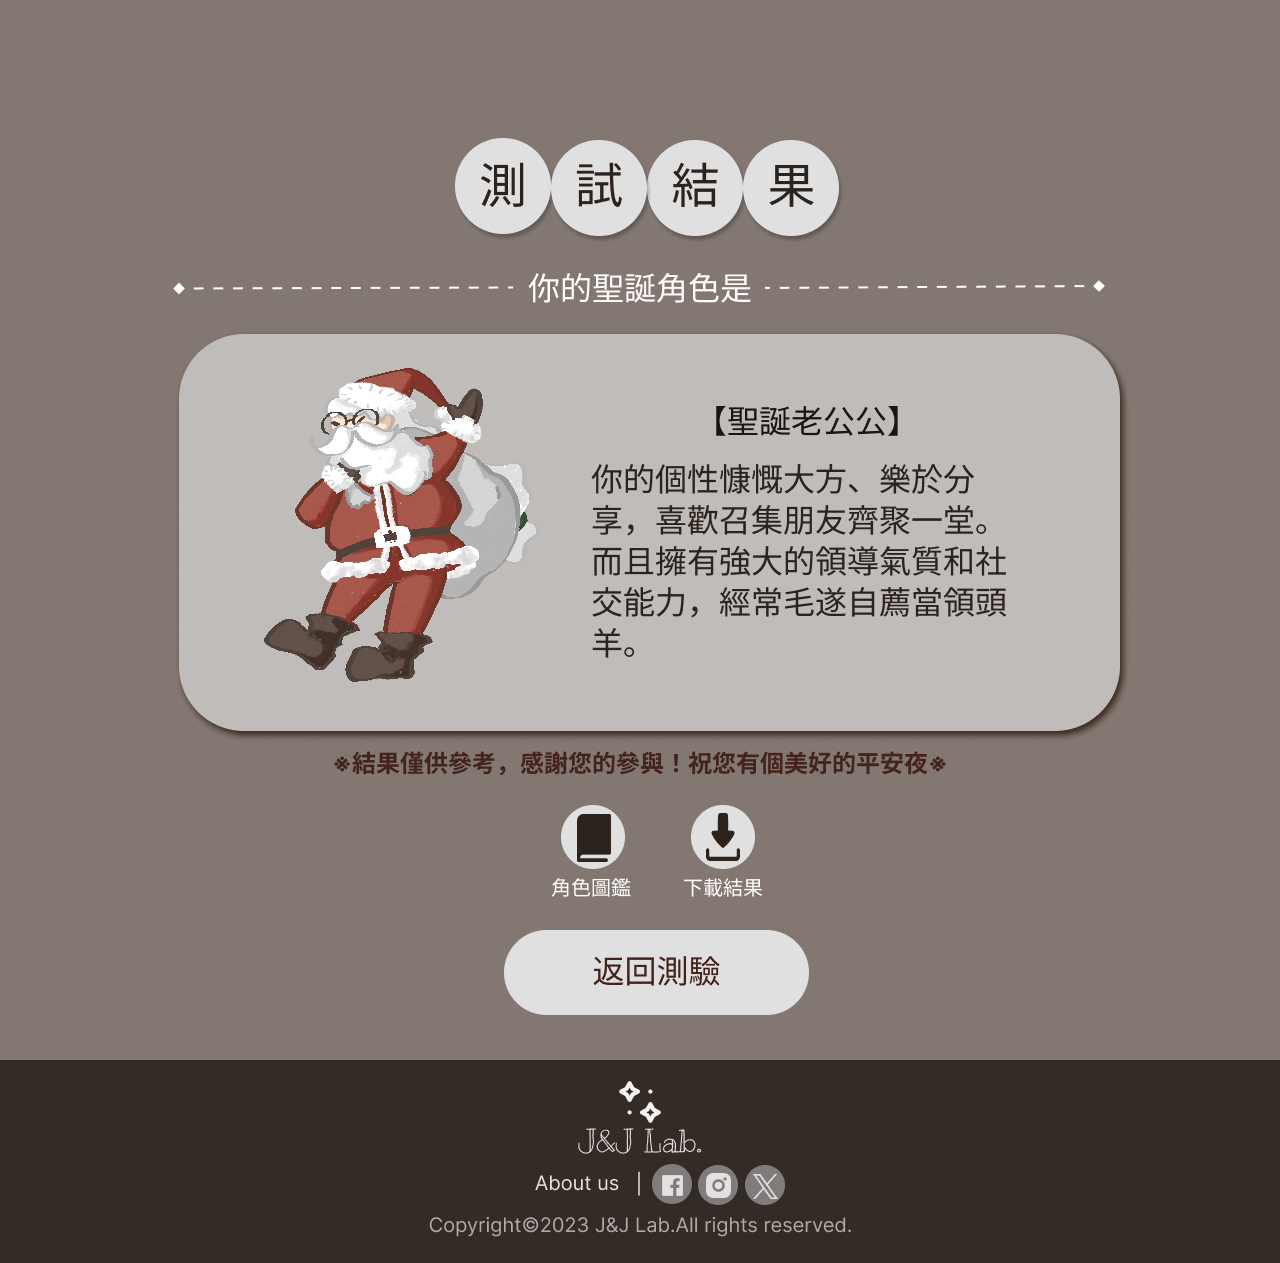 測試結果
你的聖誕角色是
【聖誕老公公】
你的個性慷慨大方、樂於分
享，喜歡召集朋友齊聚一堂。
而且擁有強大的領導氣質和社
交能力，經常毛遂自薦當領頭
羊。
※結果僅供參考，感謝您的參與！祝您有個美好的平安夜※
角色圖鑑
下載結果
返回測驗
J&J Lab.
About us |
Copyright©2023 J&J Lab.All rights reserved.